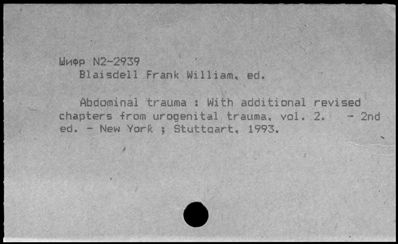 Шифр N2-2939
Blaisdell Frank William, ed.
Abdominal trauma : With additional revised
chapters from urogenital trauma, vol. 2. - 2nd
ed. - New York ; Stuttgart, 1993.